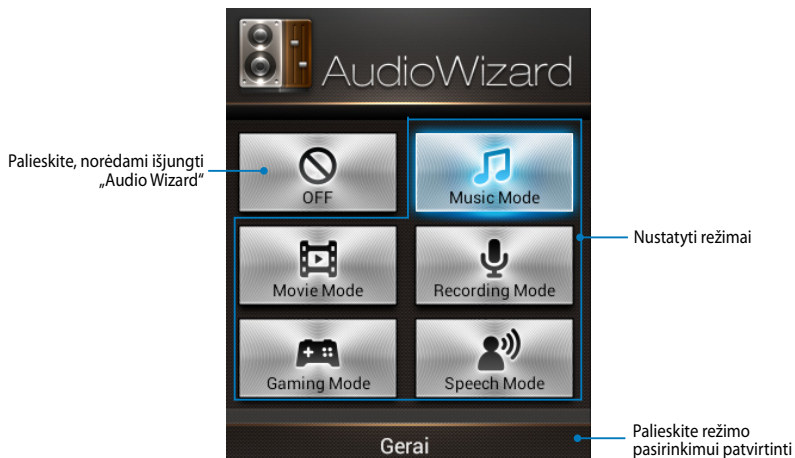 AudioWizard
Palieskite, norėdami išjungti
„Audio Wizard“
OFF
Music Mode
Nustatyti režimai
Movie Mode
Recording Mode
Gaming Mode
Speech Mode
Gerai
Palieskite režimo
pasirinkimui patvirtinti